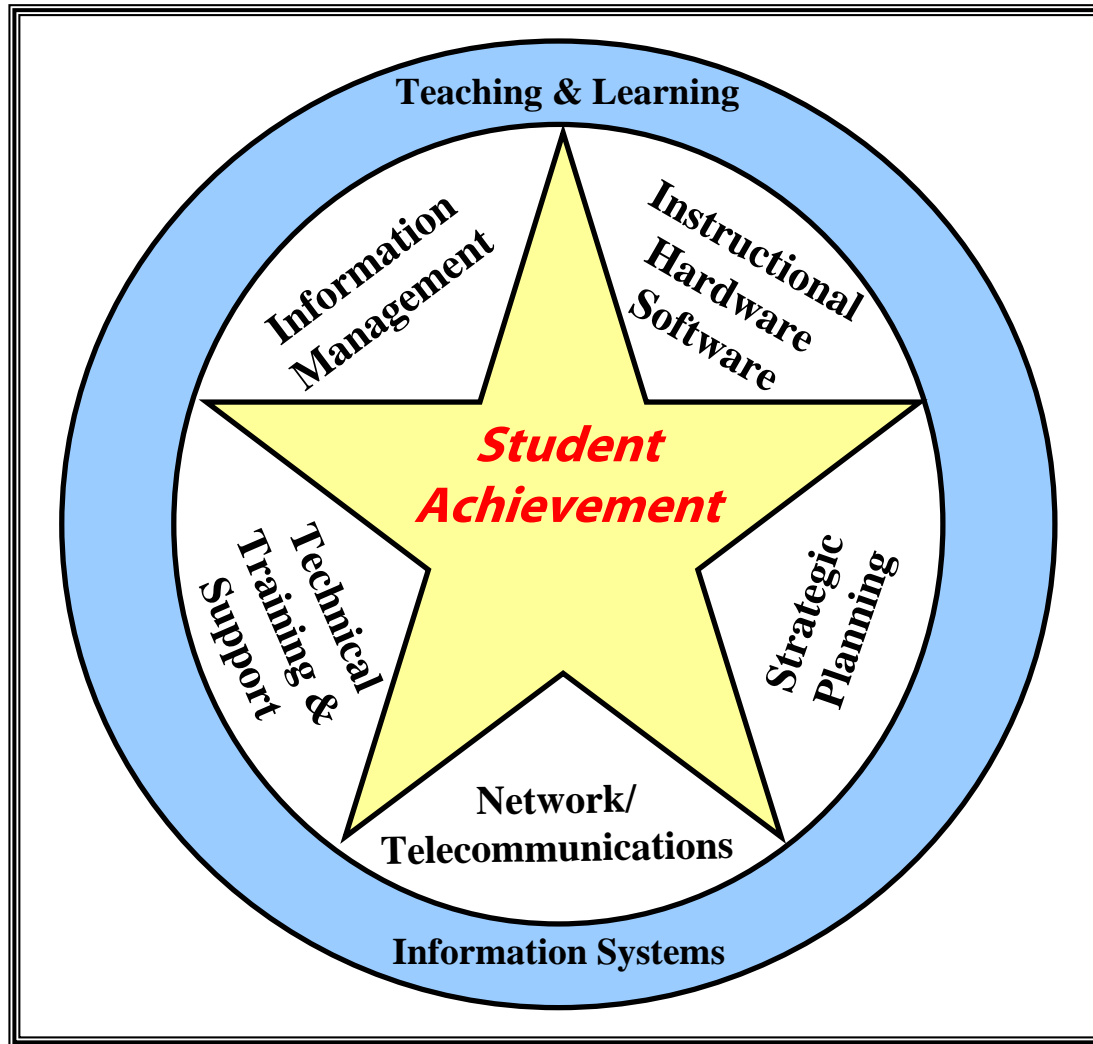 Teaching & Learning
Information
Management
Instructional
Hardware
Software
Student
Achievement
Technical
Training &
Support
Strategic
Planning
Network/
Telecommunications
Information Systems